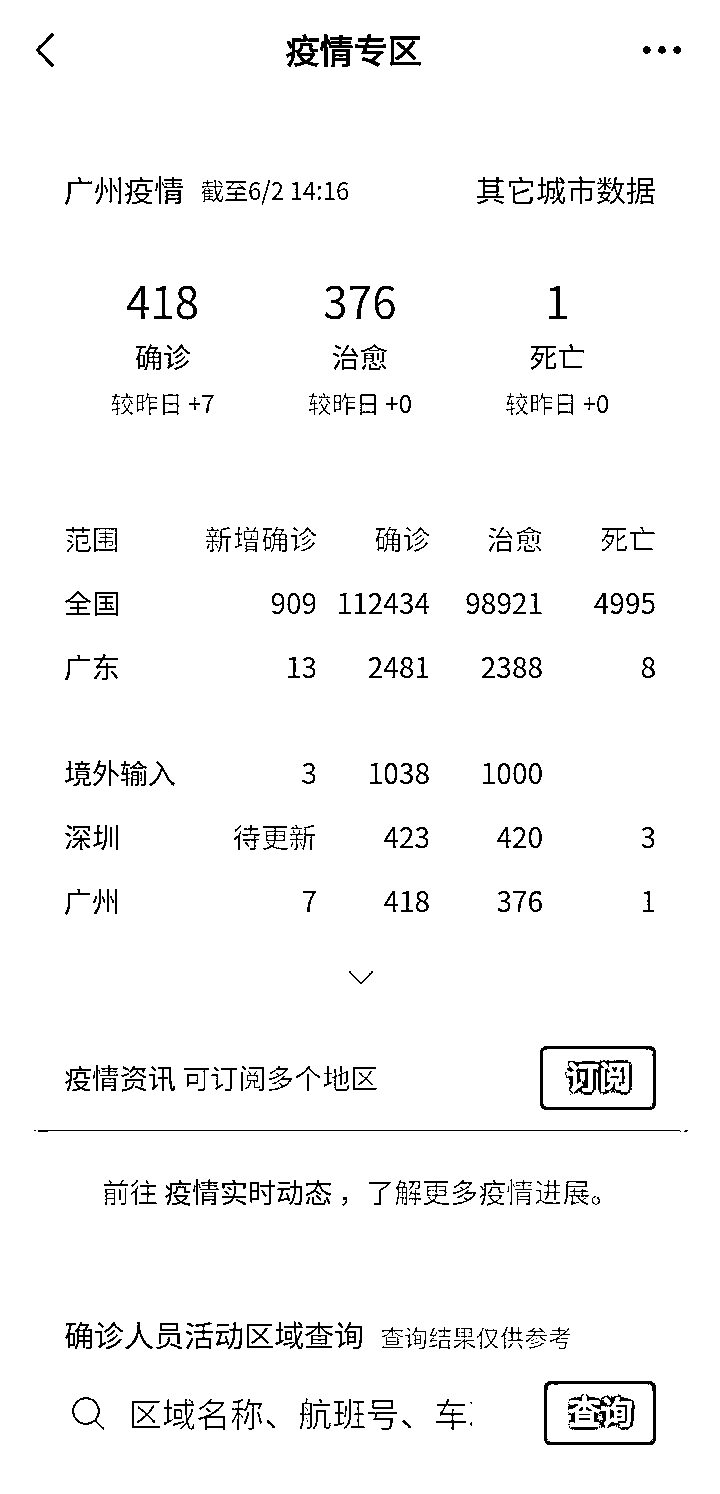 疫情专区
广州疫情 截至6/2 14:16 其它城市数据
418 376 1
确诊 治愈 死亡
较昨日 +7 较昨日 +0 较昨日 +0
范围 新增确诊 确诊 治愈 死亡
全国 909 112434 98921 4995
广东 13 2481 2388 8
境外输入 3 1038 1000
深圳 待更新 423 420 3
广州 7 418 376 1
疫情资讯 可订阅多个地区 订阅
前往 疫情实时动态 ，了解更多疫情进展。
确诊人员活动区域查询 查询结果仅供参考
区域名称、航班号、车 查询